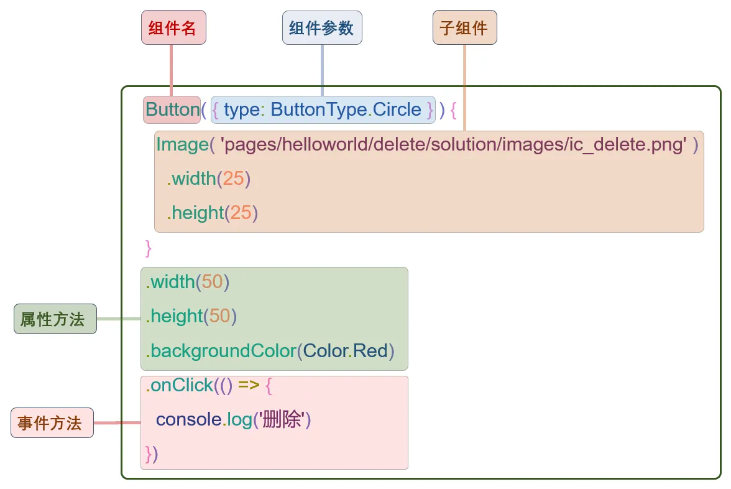 组件名
组件参数
子组件
Button( { type: ButtonType.Circle } ) {
Image( 'pages/helloworld/delete/solution/images/ic_delete.png' )
.width(25)
.height(25)
}
.width(50)
.height(50)
.backgroundColor(Color.Red)
属性方法
.onClick(() => {
console.log('删除')
})
事件方法